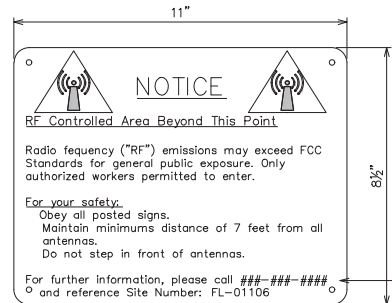 11"
NOTICE
RF Controlled Area Beyond This Point
Radio fequency ("RF") emissions may exceed FCC
Standards for general public exposure. Only
authorized workers permitted to enter.
For your safety:
Obey all posted signs.
Maintain minimums distance of 7 feet from all
antennas.
Do not step in front of antennas.
For further information, please call ###-###-####
and reference Site Number: FL-01106
8½"